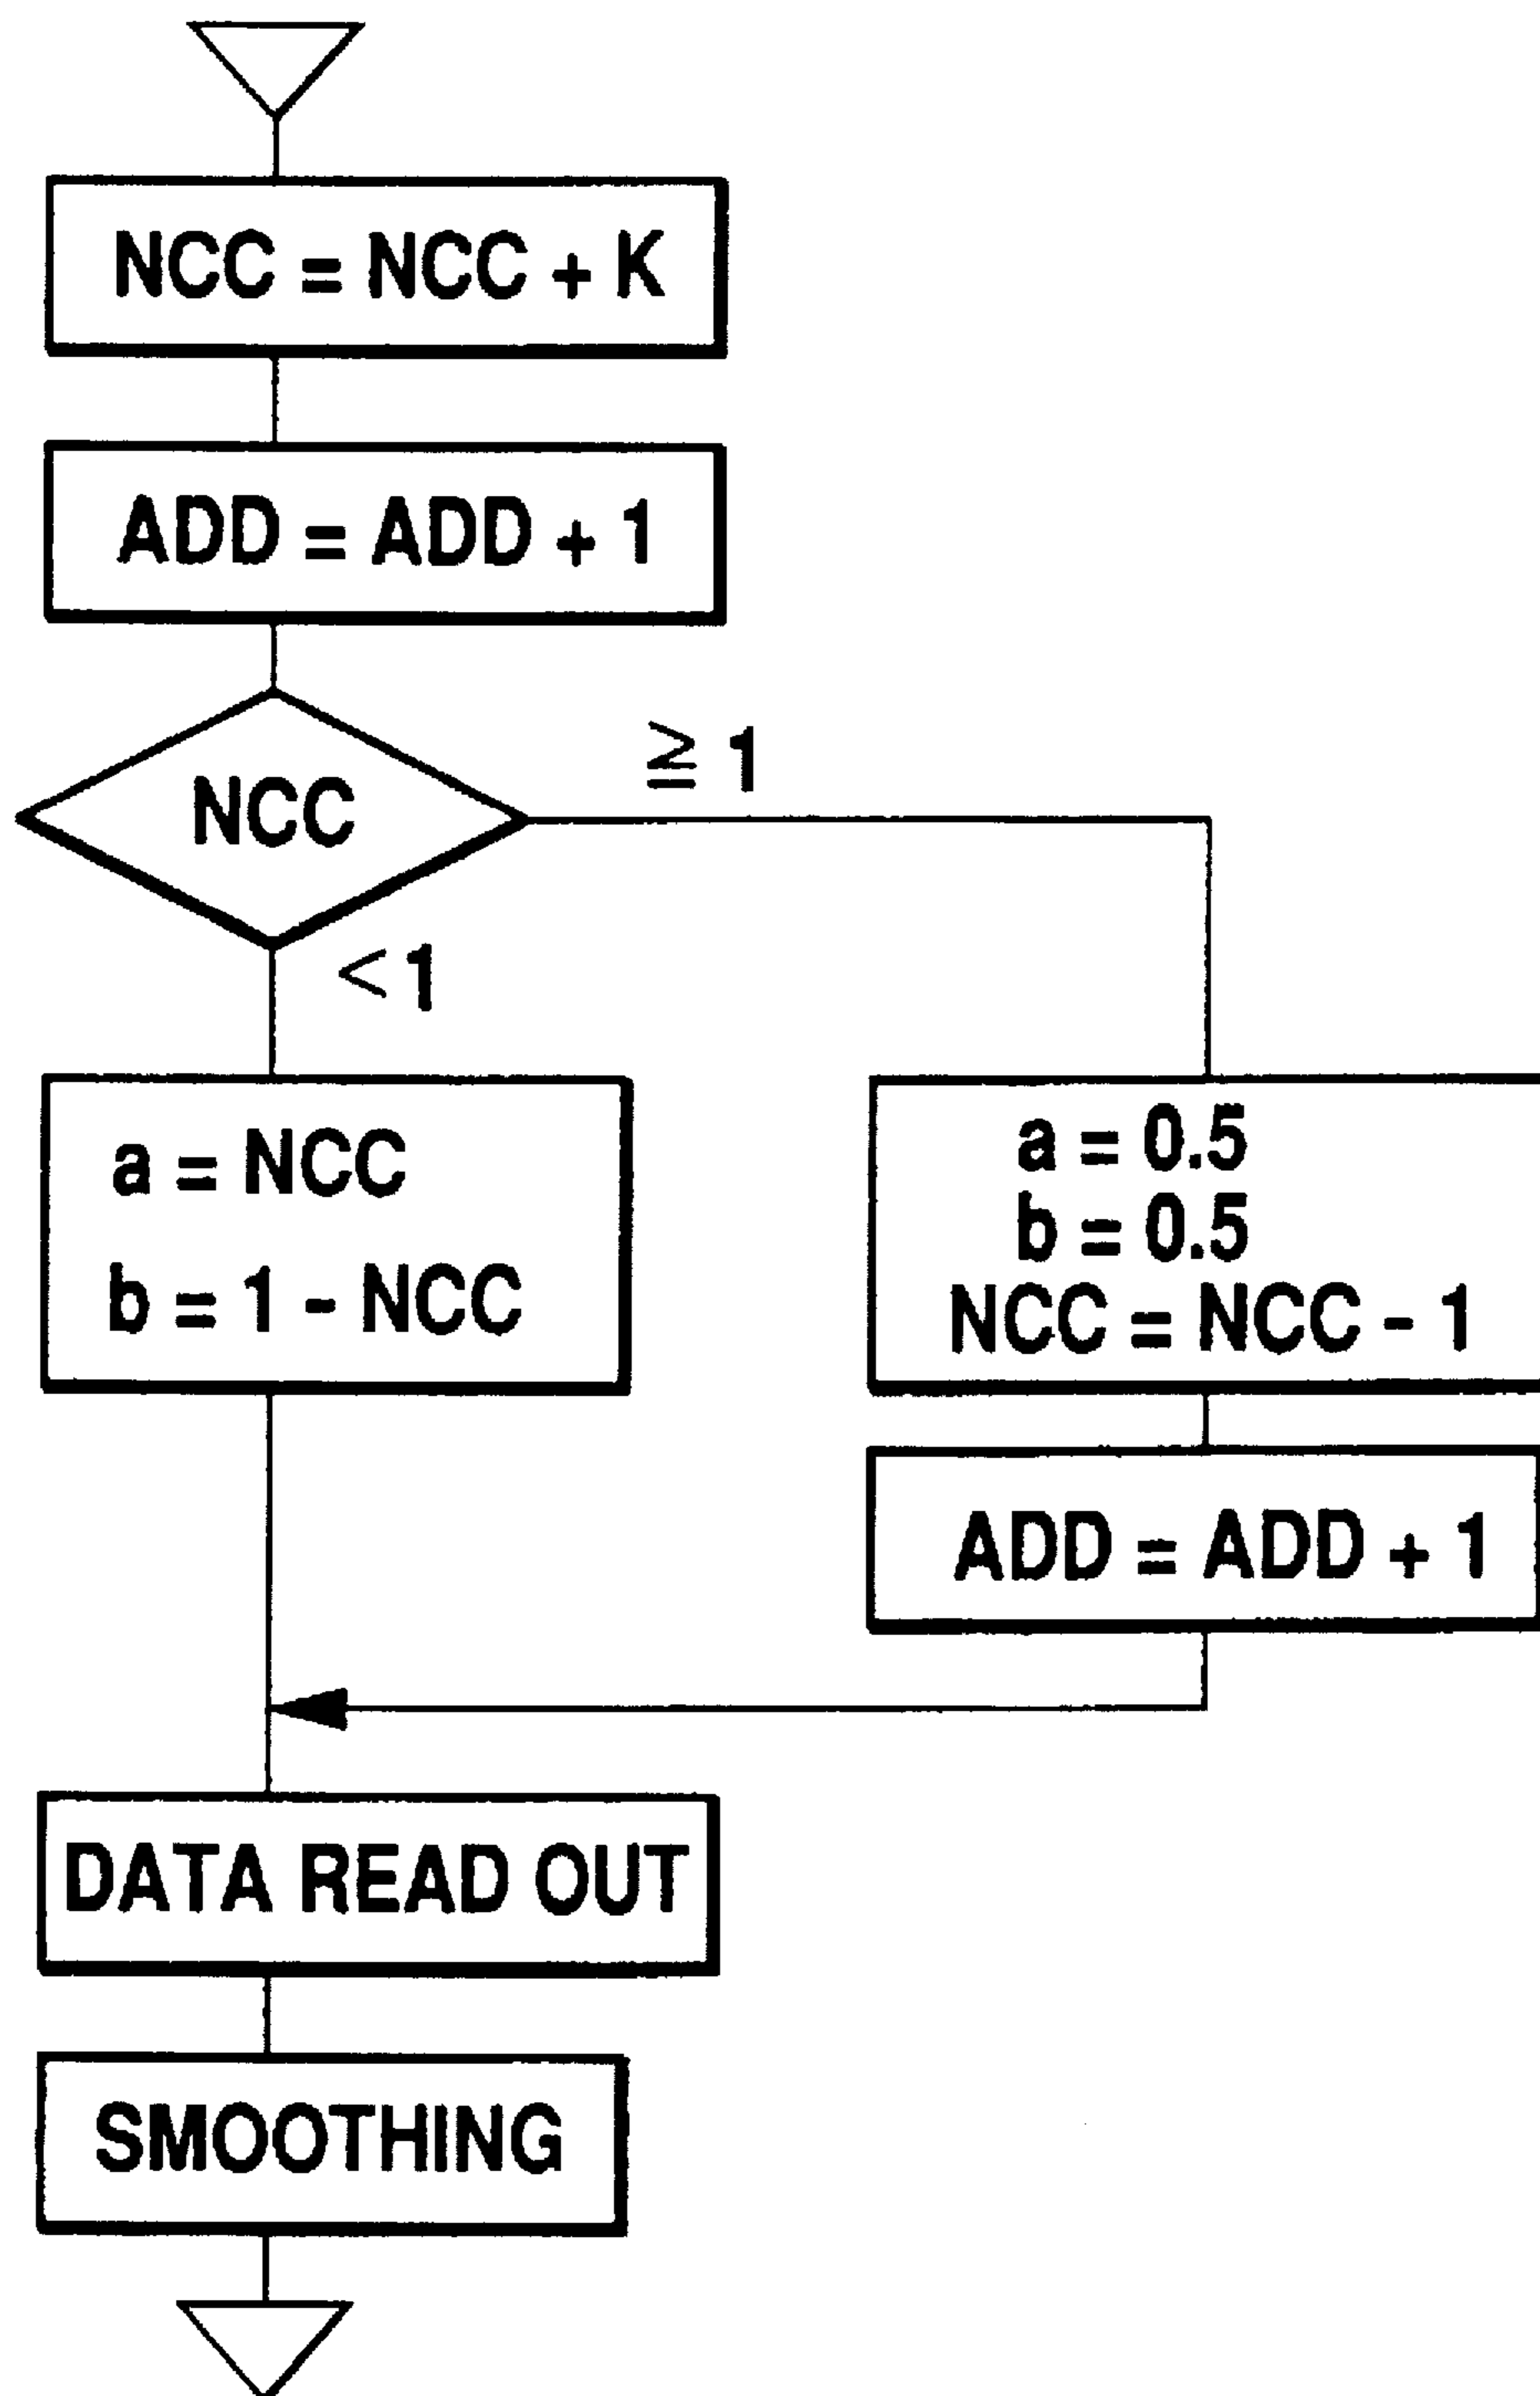 NCC = NCC + K
ADD = ADD + 1
NCC
≧ 1
< 1
a = NCC
b = 1 - NCC
a = 0.5
b = 0.5
NCC = NCC - 1
ADD = ADD + 1
DATA READ OUT
SMOOTHING